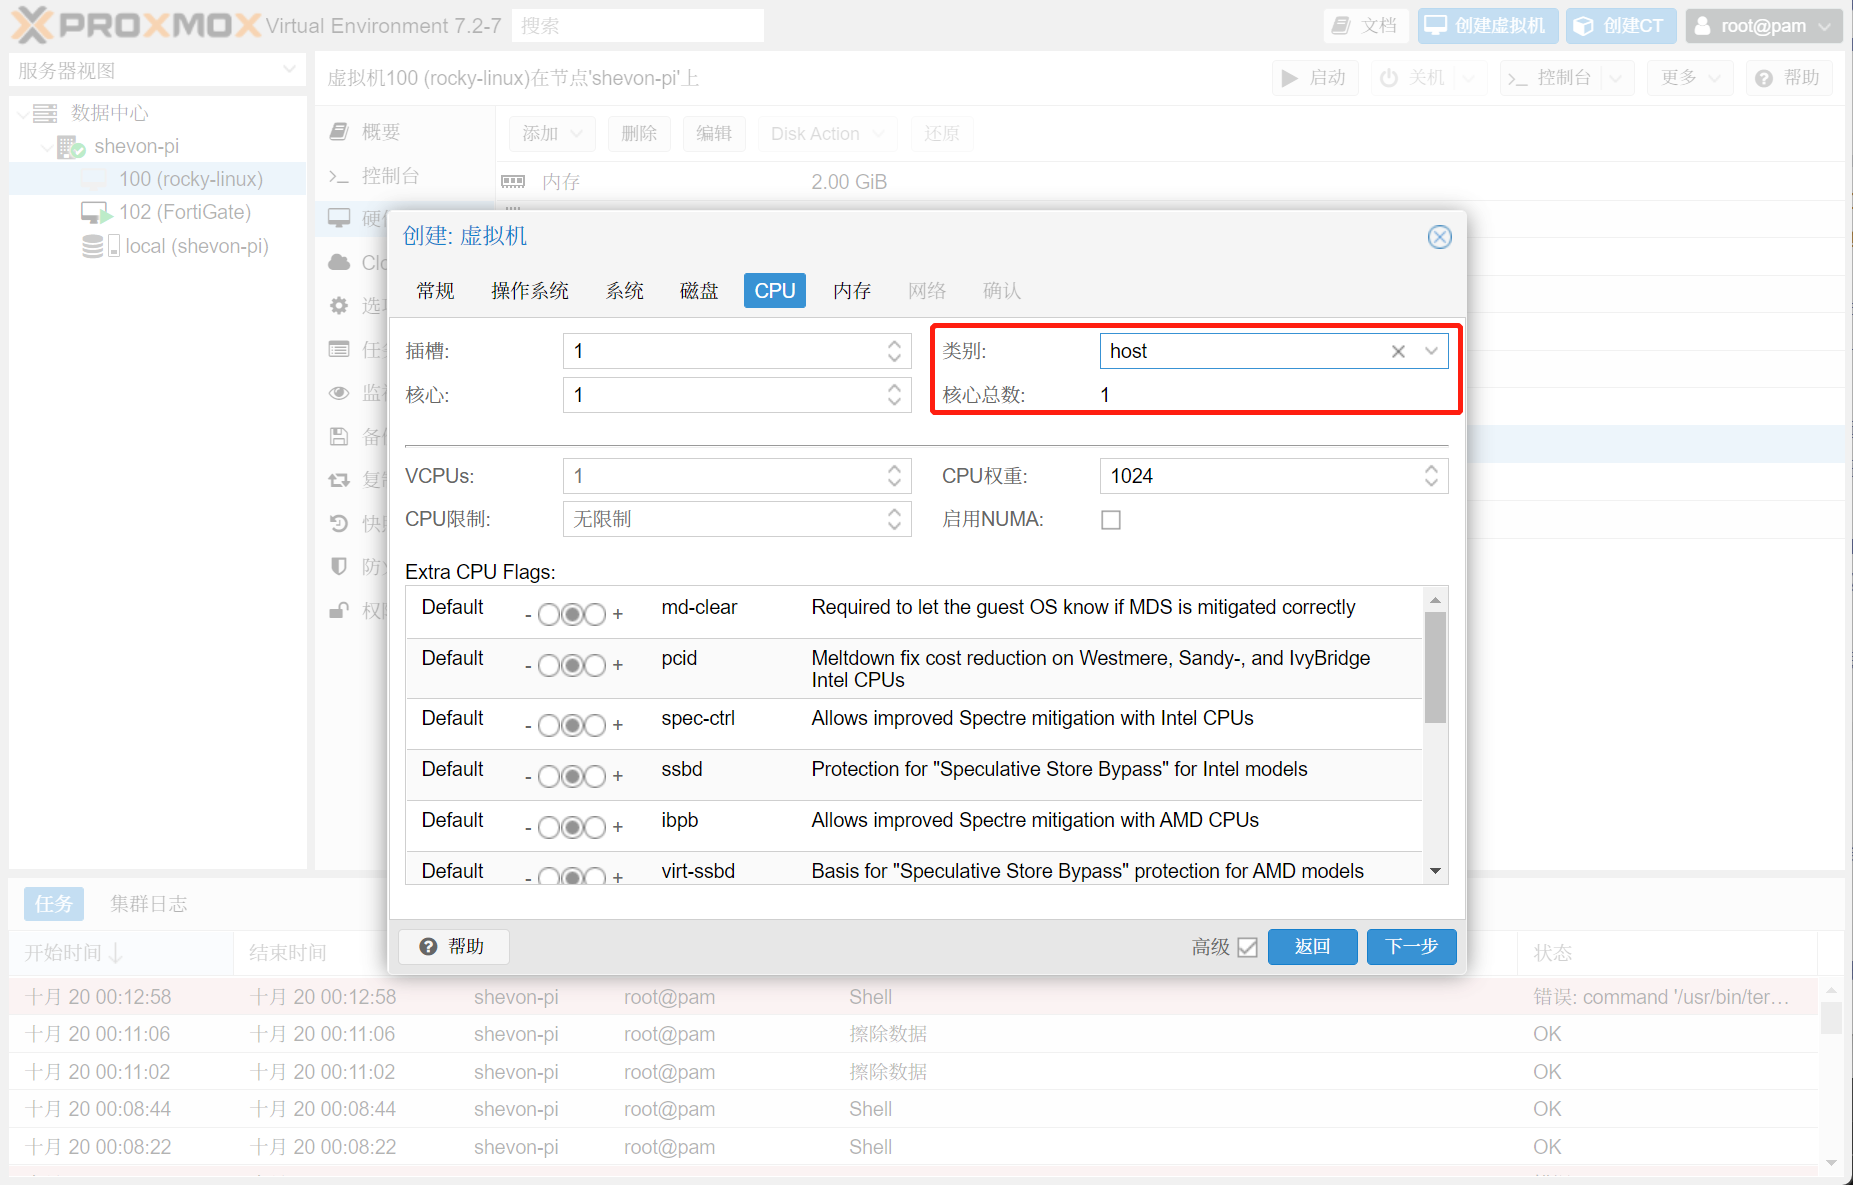 PROXMOX Virtual Environment 7.2-7 搜索 文档 创建虚拟机 创建CT root@pam
服务器视图
虚拟机100 (rocky-linux)在节点'shevon-pi'上 启动 关机 控制台 更多 帮助
数据中心
shevon-pi
100 (rocky-linux)
102 (FortiGate)
local (shevon-pi)
概要
控制台
添加 删除 编辑 Disk Action 还原
内存 2.00 GiB
创建: 虚拟机
常规 操作系统 系统 磁盘 CPU 内存 网络 确认
插槽: 1 类别: host
核心: 1 核心总数: 1
VCPUs: 1 CPU权重: 1024
CPU限制: 无限制 启用NUMA:
Extra CPU Flags:
Default - + md-clear Required to let the guest OS know if MDS is mitigated correctly
Default - + pcid Meltdown fix cost reduction on Westmere, Sandy-, and IvyBridge
Intel CPUs
Default - + spec-ctrl Allows improved Spectre mitigation with Intel CPUs
Default - + ssbd Protection for "Speculative Store Bypass" for Intel models
Default - + ibpb Allows improved Spectre mitigation with AMD CPUs
Default - + virt-ssbd Basis for "Speculative Store Bypass" protection for AMD models
帮助 高级 返回 下一步
任务 集群日志
开始时间 结束时间 状态
十月 20 00:12:58 十月 20 00:12:58 shevon-pi root@pam Shell 错误: command '/usr/bin/ter...
十月 20 00:11:06 十月 20 00:11:06 shevon-pi root@pam 擦除数据 OK
十月 20 00:11:02 十月 20 00:11:02 shevon-pi root@pam 擦除数据 OK
十月 20 00:08:44 十月 20 00:08:44 shevon-pi root@pam Shell OK
十月 20 00:08:22 十月 20 00:08:22 shevon-pi root@pam Shell OK